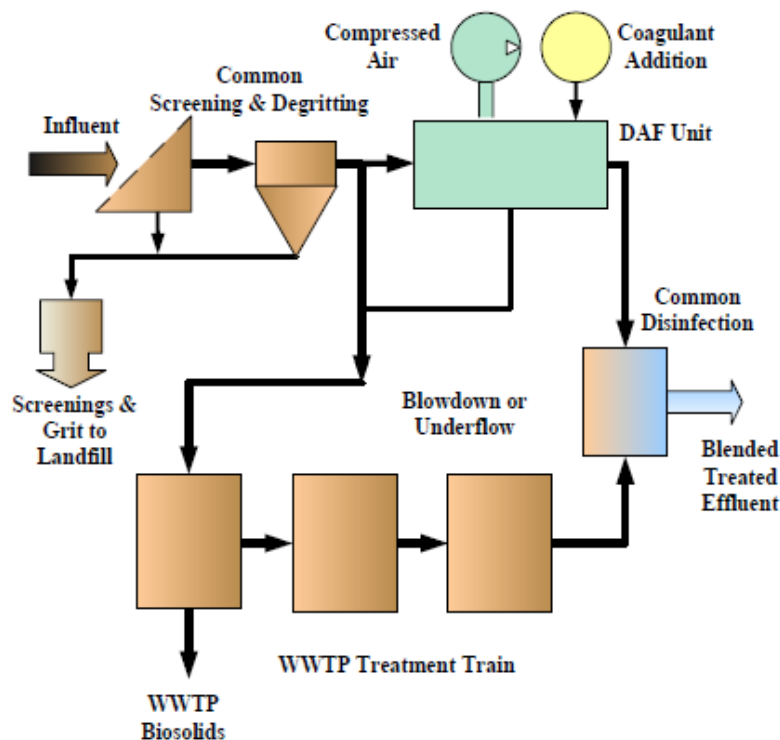 Compressed
Air
Coagulant
Addition
Common
Screening & Degritting
Influent
DAF Unit
Common
Disinfection
Screenings &
Grit to
Landfill
Blowdown or
Underflow
Blended
Treated
Effluent
WWTP Treatment Train
WWTP
Biosolids